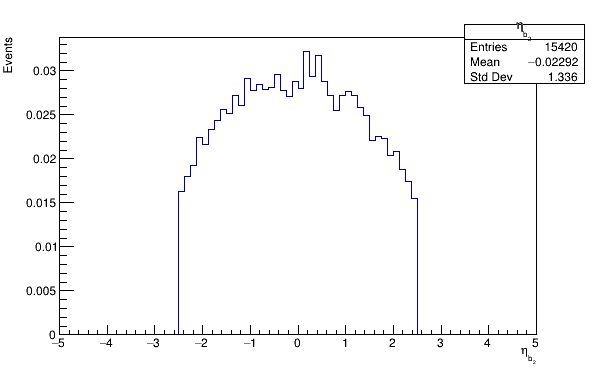 η_b₂
Entries 15420
Mean −0.02292
Std Dev 1.336
Events
0.03
0.025
0.02
0.015
0.01
0.005
0
−5 −4 −3 −2 −1 0 1 2 3 4 5
η_b₂